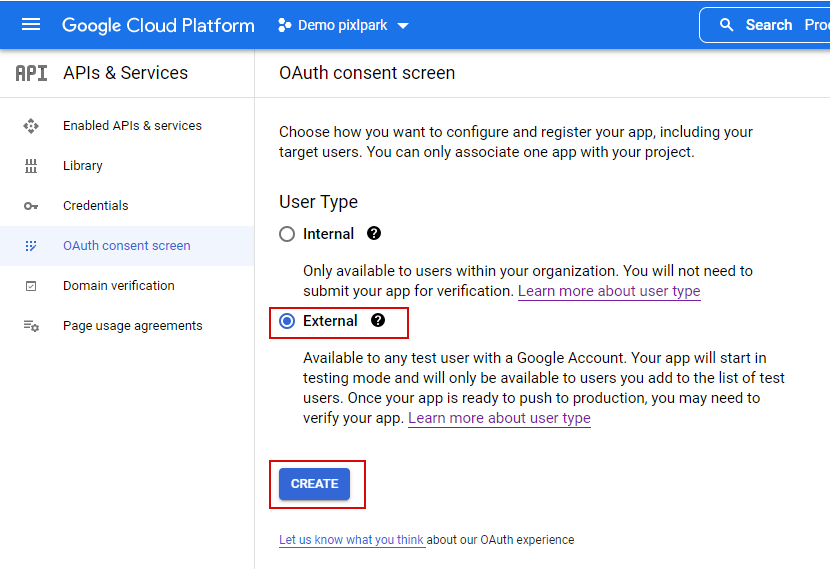 Google Cloud Platform
Demo pixlpark
Search Pro
API APIs & Services
OAuth consent screen
Enabled APIs & services
Library
Credentials
OAuth consent screen
Domain verification
Page usage agreements
Choose how you want to configure and register your app, including your
target users. You can only associate one app with your project.
User Type
Internal ?
Only available to users within your organization. You will not need to
submit your app for verification. Learn more about user type
External ?
Available to any test user with a Google Account. Your app will start in
testing mode and will only be available to users you add to the list of test
users. Once your app is ready to push to production, you may need to
verify your app. Learn more about user type
CREATE
Let us know what you think about our OAuth experience